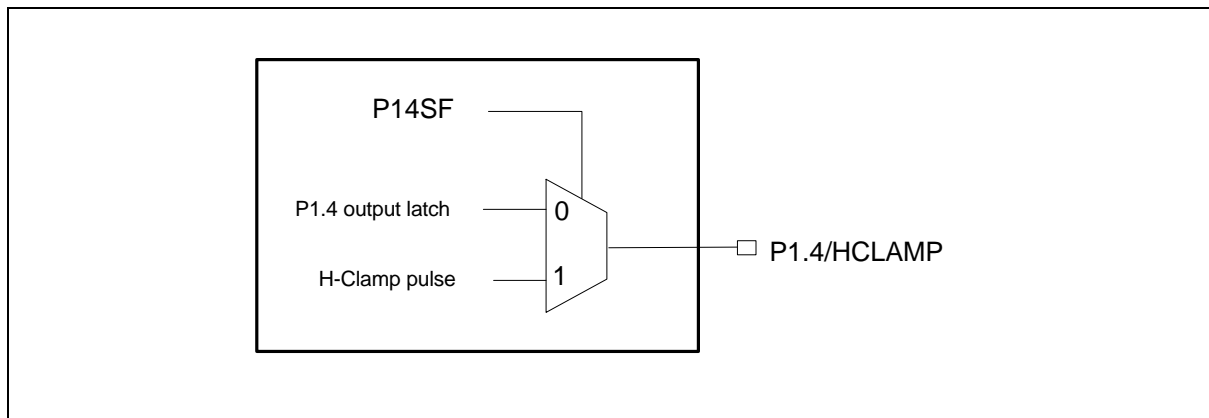 P14SF
P1.4 output latch
0
P1.4/HCLAMP
H-Clamp pulse
1